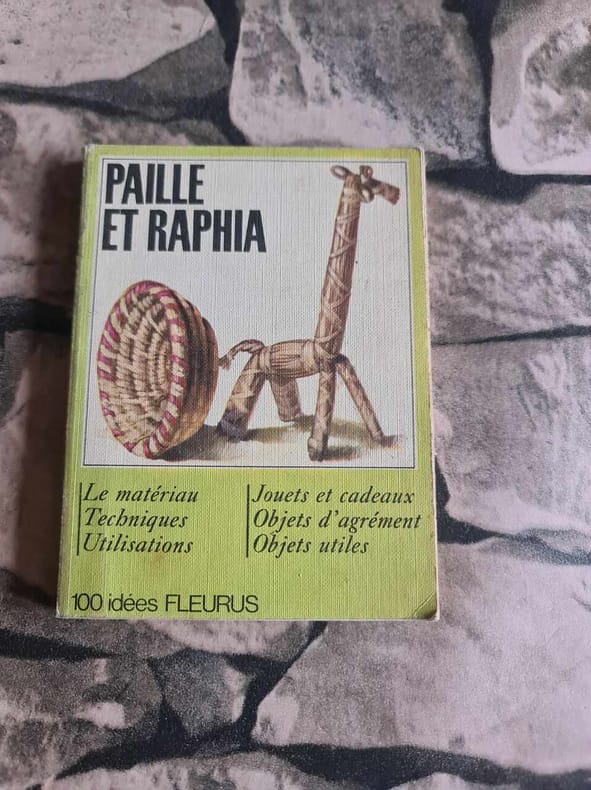 PAILLE
ET RAPHIA
Le matériau
Techniques
Utilisations
Jouets et cadeaux
Objets d'agrément
Objets utiles
100 idées FLEURUS